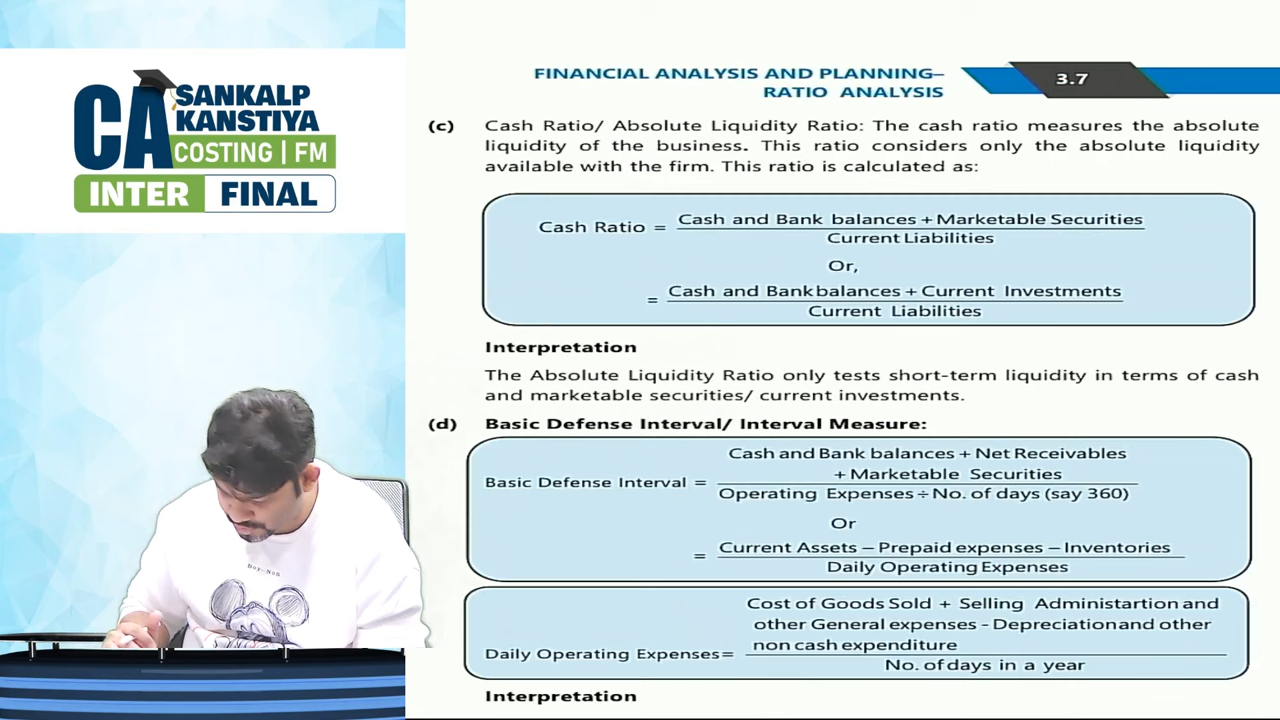 CA
SANKALP
KANSTIYA
COSTING | FM
INTER FINAL
FINANCIAL ANALYSIS AND PLANNING–
RATIO ANALYSIS
3.7
(c) Cash Ratio/ Absolute Liquidity Ratio: The cash ratio measures the absolute
liquidity of the business. This ratio considers only the absolute liquidity
available with the firm. This ratio is calculated as:
Cash Ratio = Cash and Bank balances + Marketable Securities
Current Liabilities
Or,
= Cash and Bank balances + Current Investments
Current Liabilities
Interpretation
The Absolute Liquidity Ratio only tests short-term liquidity in terms of cash
and marketable securities/ current investments.
(d) Basic Defense Interval/ Interval Measure:
Cash and Bank balances + Net Receivables
Basic Defense Interval = + Marketable Securities
Operating Expenses ÷ No. of days (say 360)
Or
= Current Assets – Prepaid expenses – Inventories
Daily Operating Expenses
Cost of Goods Sold + Selling Administartion and
other General expenses - Depreciation and other
Daily Operating Expenses= non cash expenditure
No. of days in a year
Interpretation